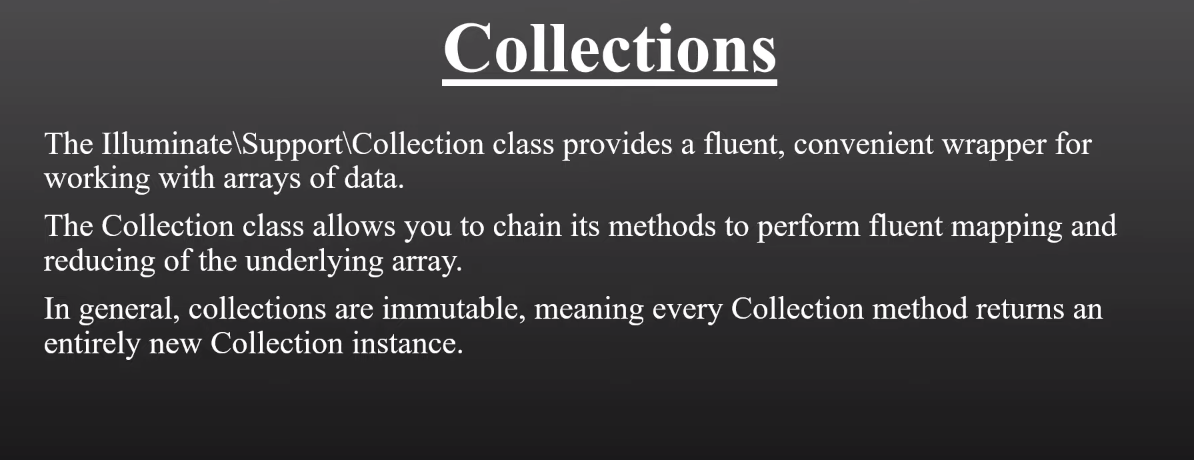 Collections
The Illuminate\Support\Collection class provides a fluent, convenient wrapper for
working with arrays of data.
The Collection class allows you to chain its methods to perform fluent mapping and
reducing of the underlying array.
In general, collections are immutable, meaning every Collection method returns an
entirely new Collection instance.